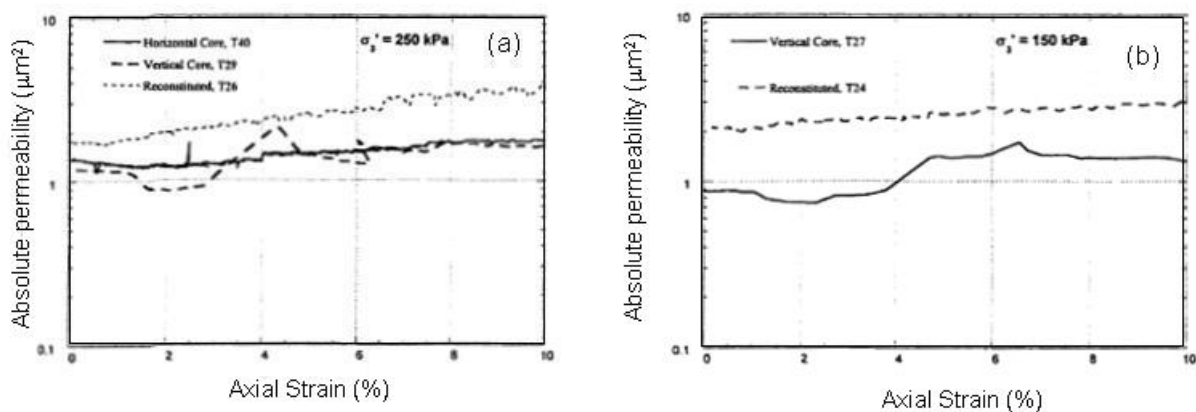 10
Horizontal Core, T40
Vertical Core, T29
Reconstituted, T26
σ₃' = 250 kPa
(a)
Absolute permeability (μm²)
1
0.1
0
2
4
6
8
10
Axial Strain (%)
10
Vertical Core, T27
Reconstituted, T24
σ₃' = 150 kPa
(b)
Absolute permeability (μm²)
1
0.1
0
2
4
6
8
10
Axial Strain (%)